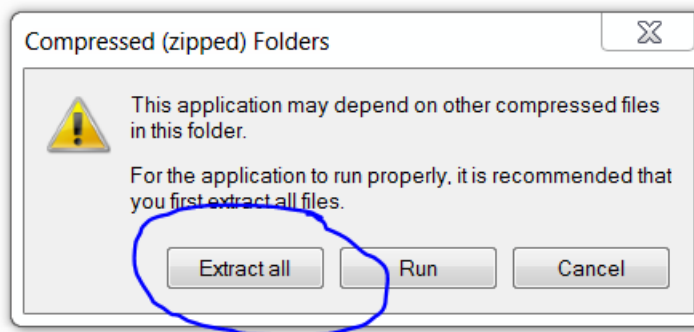 Compressed (zipped) Folders
This application may depend on other compressed files
in this folder.
For the application to run properly, it is recommended that
you first extract all files.
Extract all
Run
Cancel